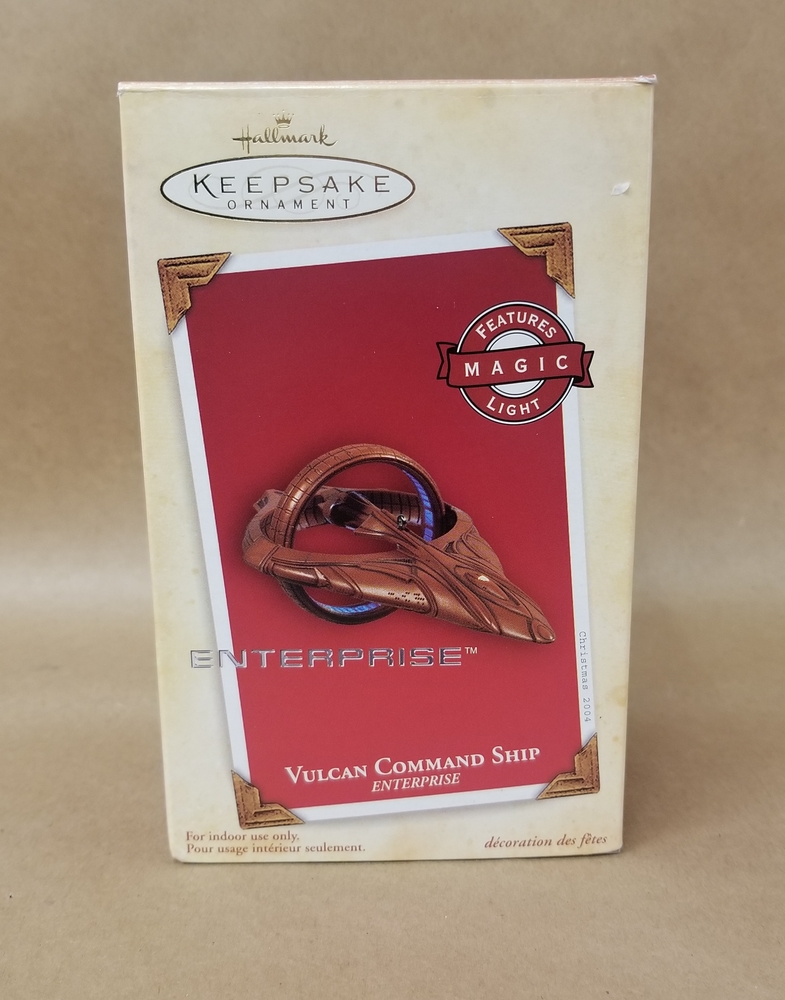 Hallmark
KEEPSAKE
ORNAMENT
FEATURES
MAGIC
LIGHT
ENTERPRISE™
Christmas 2004
VULCAN COMMAND SHIP
ENTERPRISE
For indoor use only.
Pour usage intérieur seulement.
décoration des fêtes